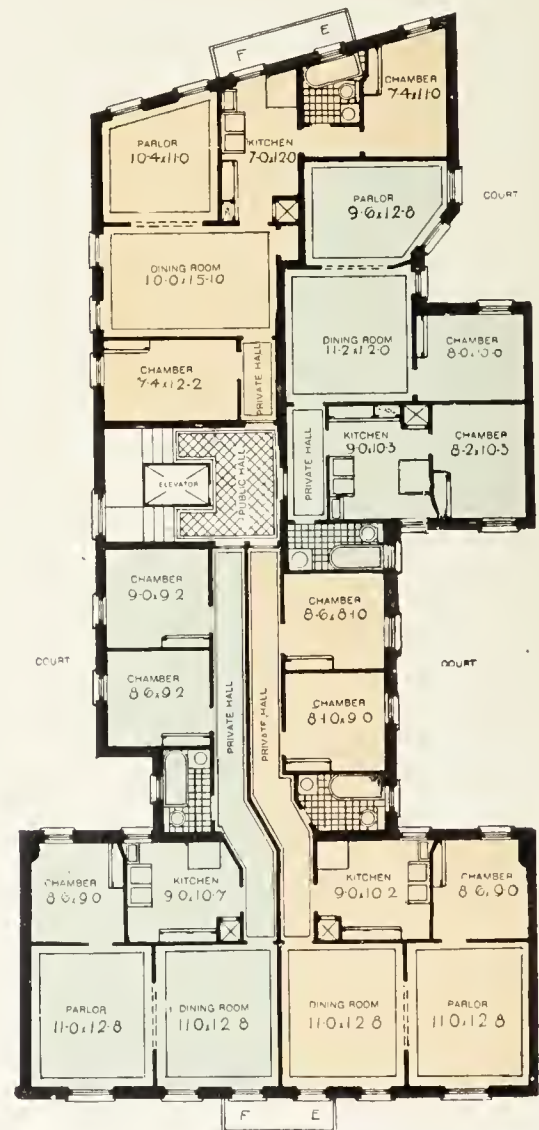 F E
CHAMBER
7-4x11-0
PARLOR
10-4x11-0
KITCHEN
7-0x12-0
PARLOR
9-6x12-8
COURT
DINING ROOM
10-0x15-10
DINING ROOM
11-2x12-0
CHAMBER
8-0x10-0
CHAMBER
7-4x12-2
PRIVATE HALL
PRIVATE HALL
KITCHEN
9-0x10-3
CHAMBER
8-2x10-3
ELEVATOR
PUBLIC HALL
CHAMBER
9-0x9-2
CHAMBER
8-6x8-10
COURT
COURT
CHAMBER
8-6x9-2
PRIVATE HALL
PRIVATE HALL
CHAMBER
8-10x9-0
CHAMBER
8-6x9-0
KITCHEN
9-0x10-7
KITCHEN
9-0x10-2
CHAMBER
8-6x9-0
PARLOR
11-0x12-8
DINING ROOM
11-0x12-8
DINING ROOM
11-0x12-8
PARLOR
11-0x12-8
F E